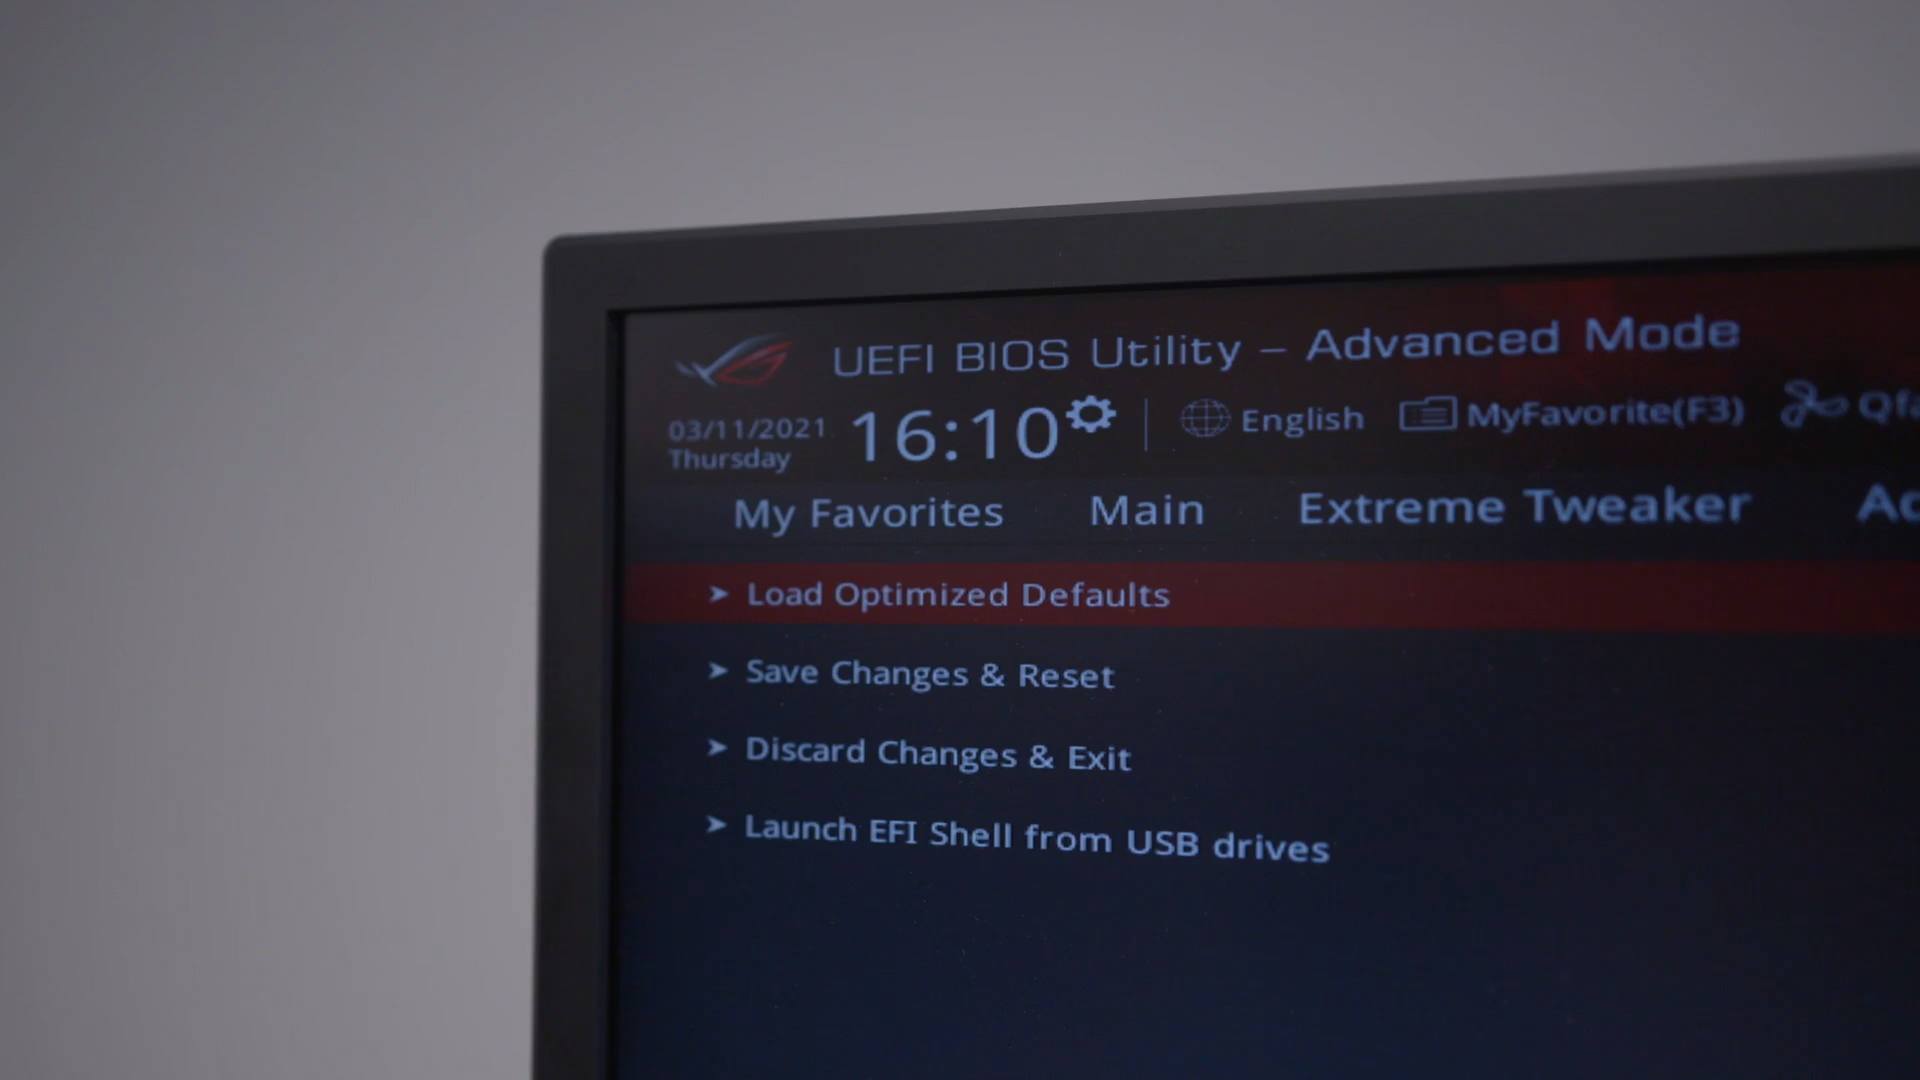 UEFI BIOS Utility – Advanced Mode
03/11/2021
Thursday
16:10
English
MyFavorite(F3)
My Favorites Main Extreme Tweaker
Load Optimized Defaults
Save Changes & Reset
Discard Changes & Exit
Launch EFI Shell from USB drives